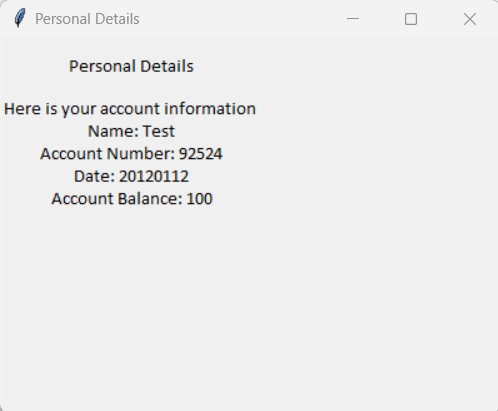 Personal Details
Personal Details
Here is your account information
Name: Test
Account Number: 92524
Date: 20120112
Account Balance: 100